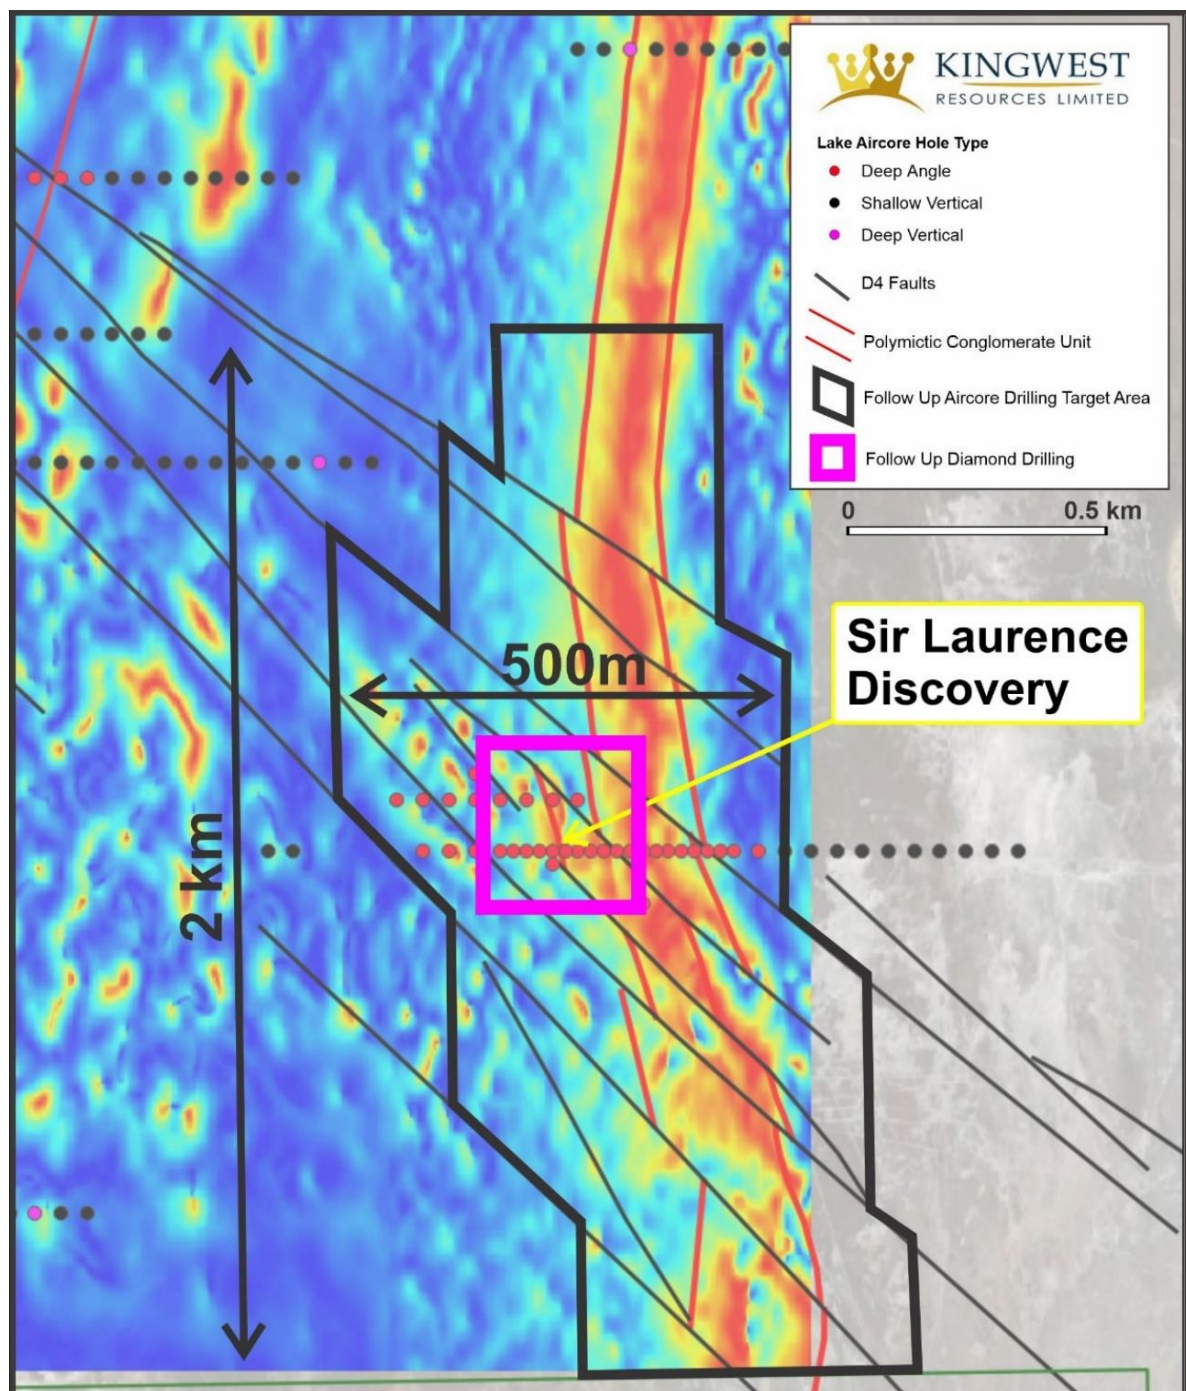 KINGWEST
RESOURCES LIMITED
Lake Aircore Hole Type
Deep Angle
Shallow Vertical
Deep Vertical
D4 Faults
Polymictic Conglomerate Unit
Follow Up Aircore Drilling Target Area
Follow Up Diamond Drilling
0 0.5 km
Sir Laurence
Discovery
500m
2 km